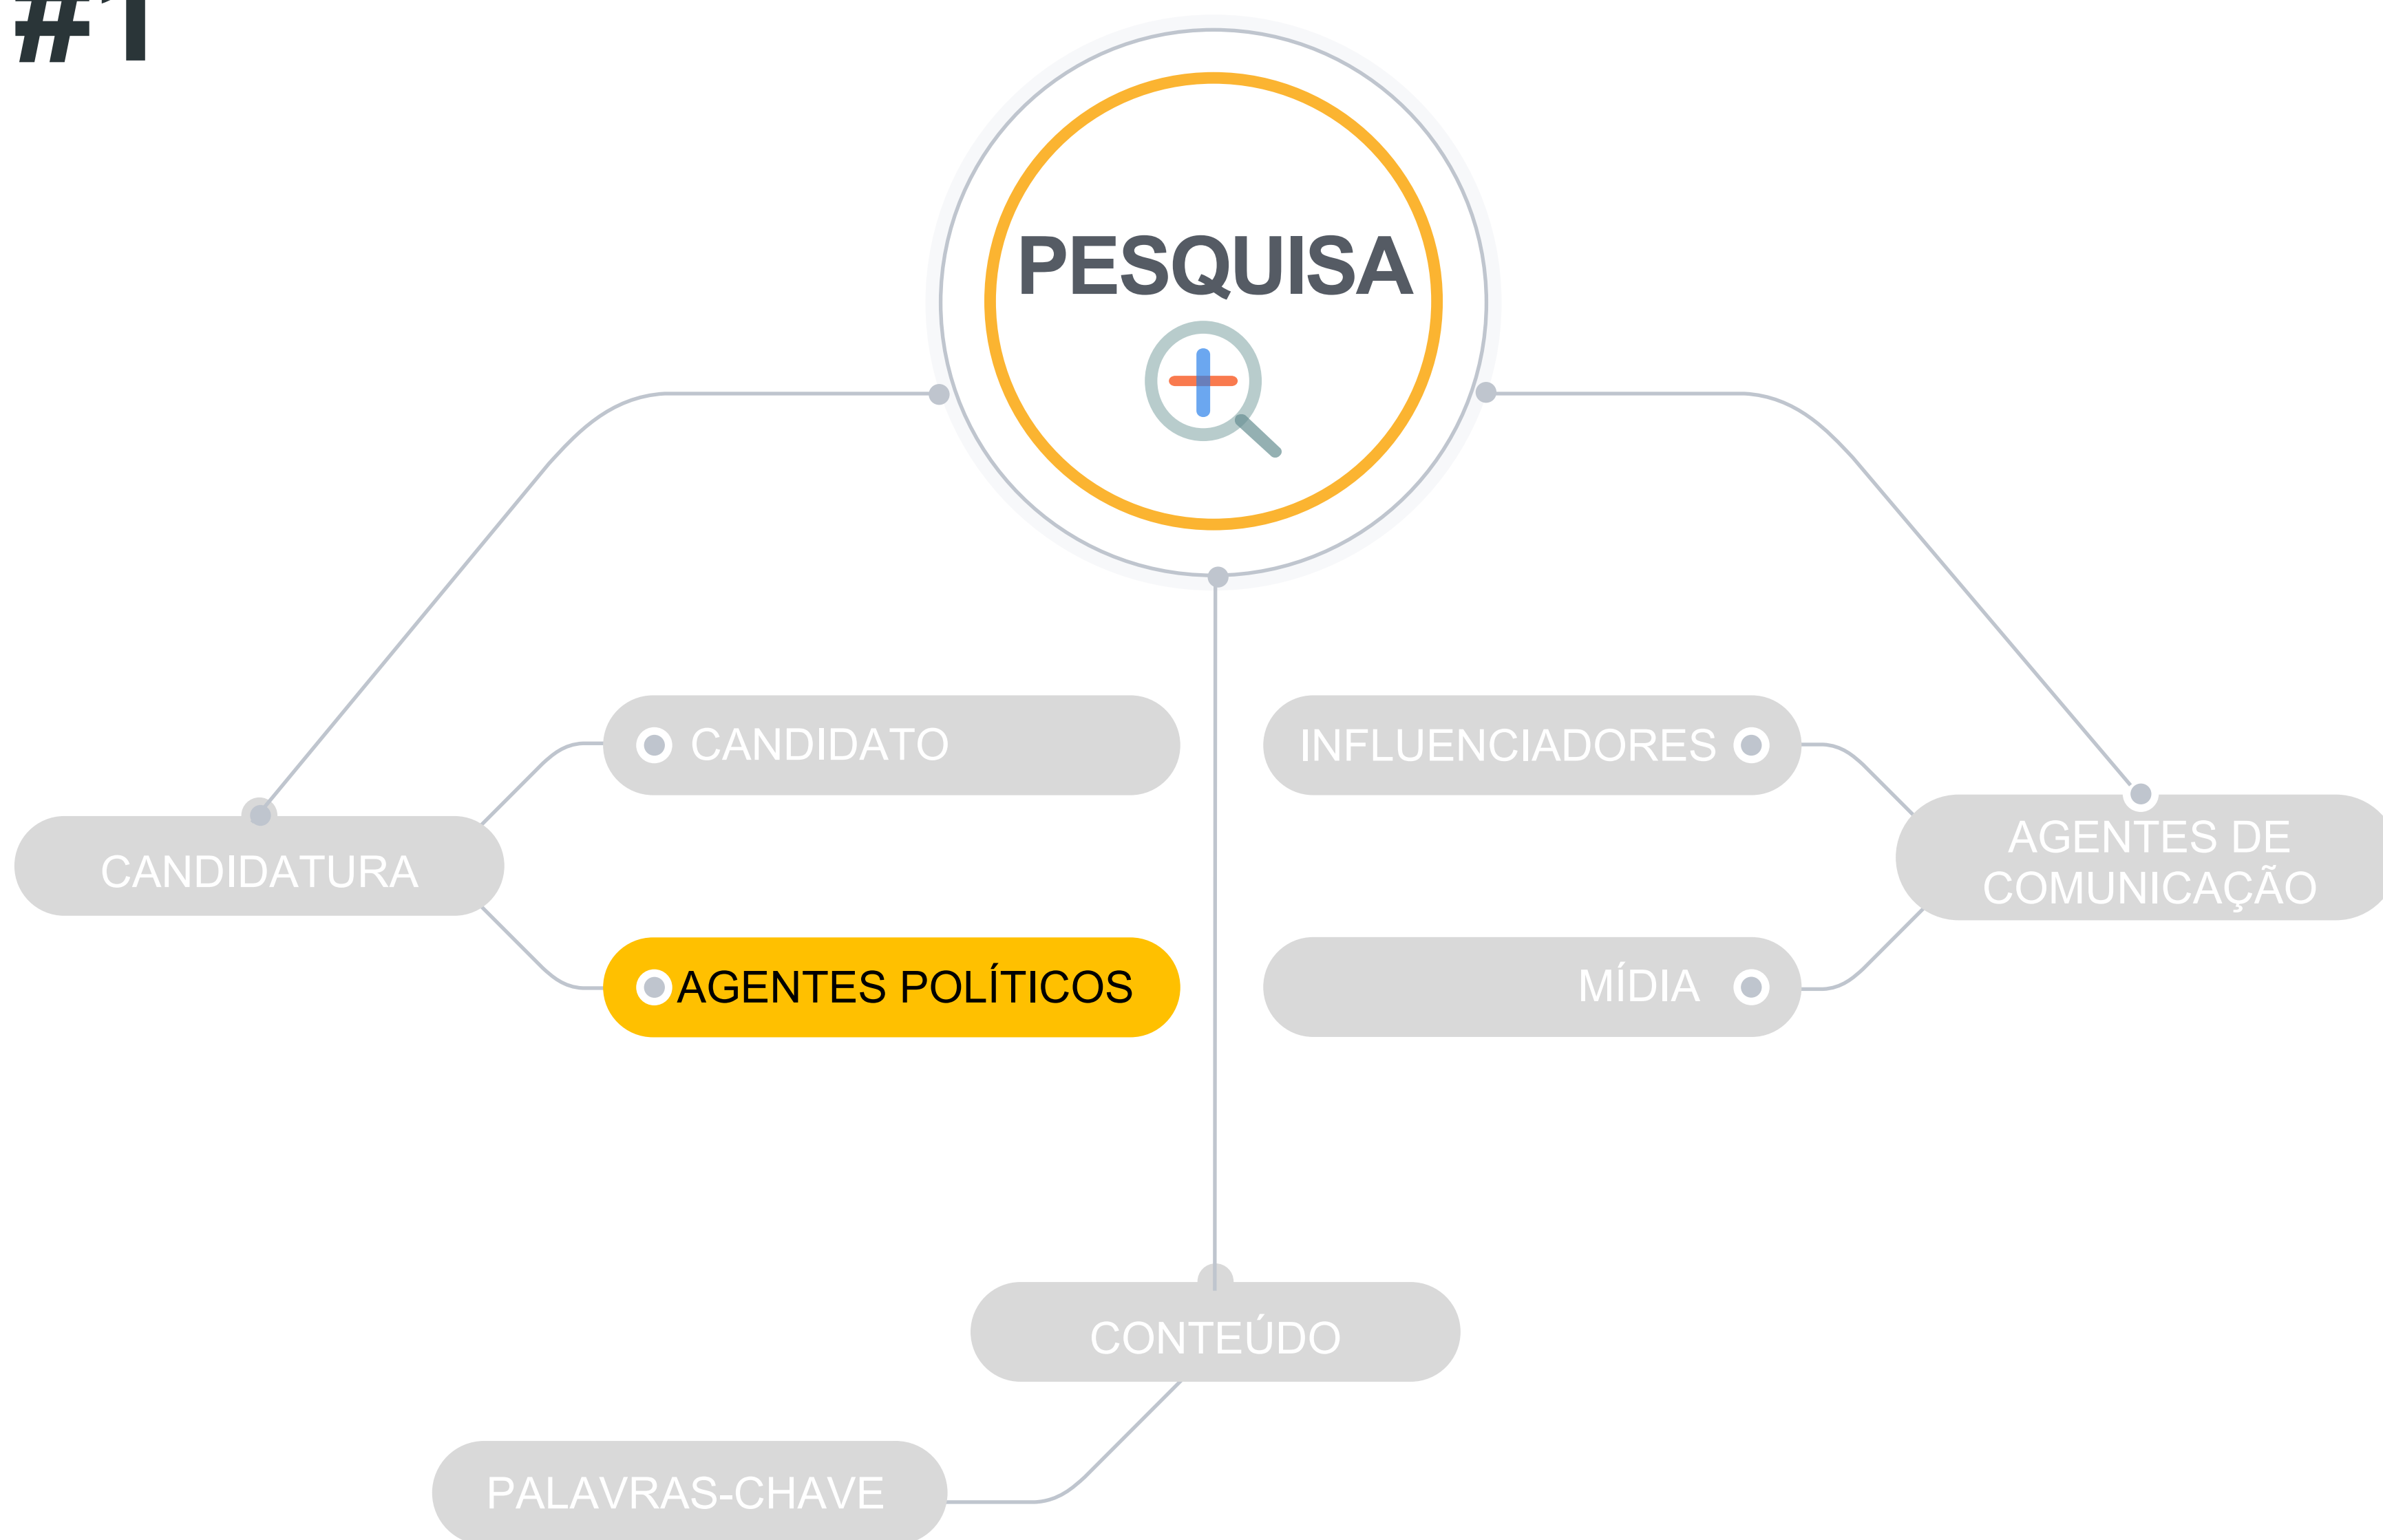 #1
PESQUISA
CANDIDATO
INFLUENCIADORES
CANDIDATURA
AGENTES DE
COMUNICAÇÃO
AGENTES POLÍTICOS
MÍDIA
CONTEÚDO
PALAVRAS-CHAVE